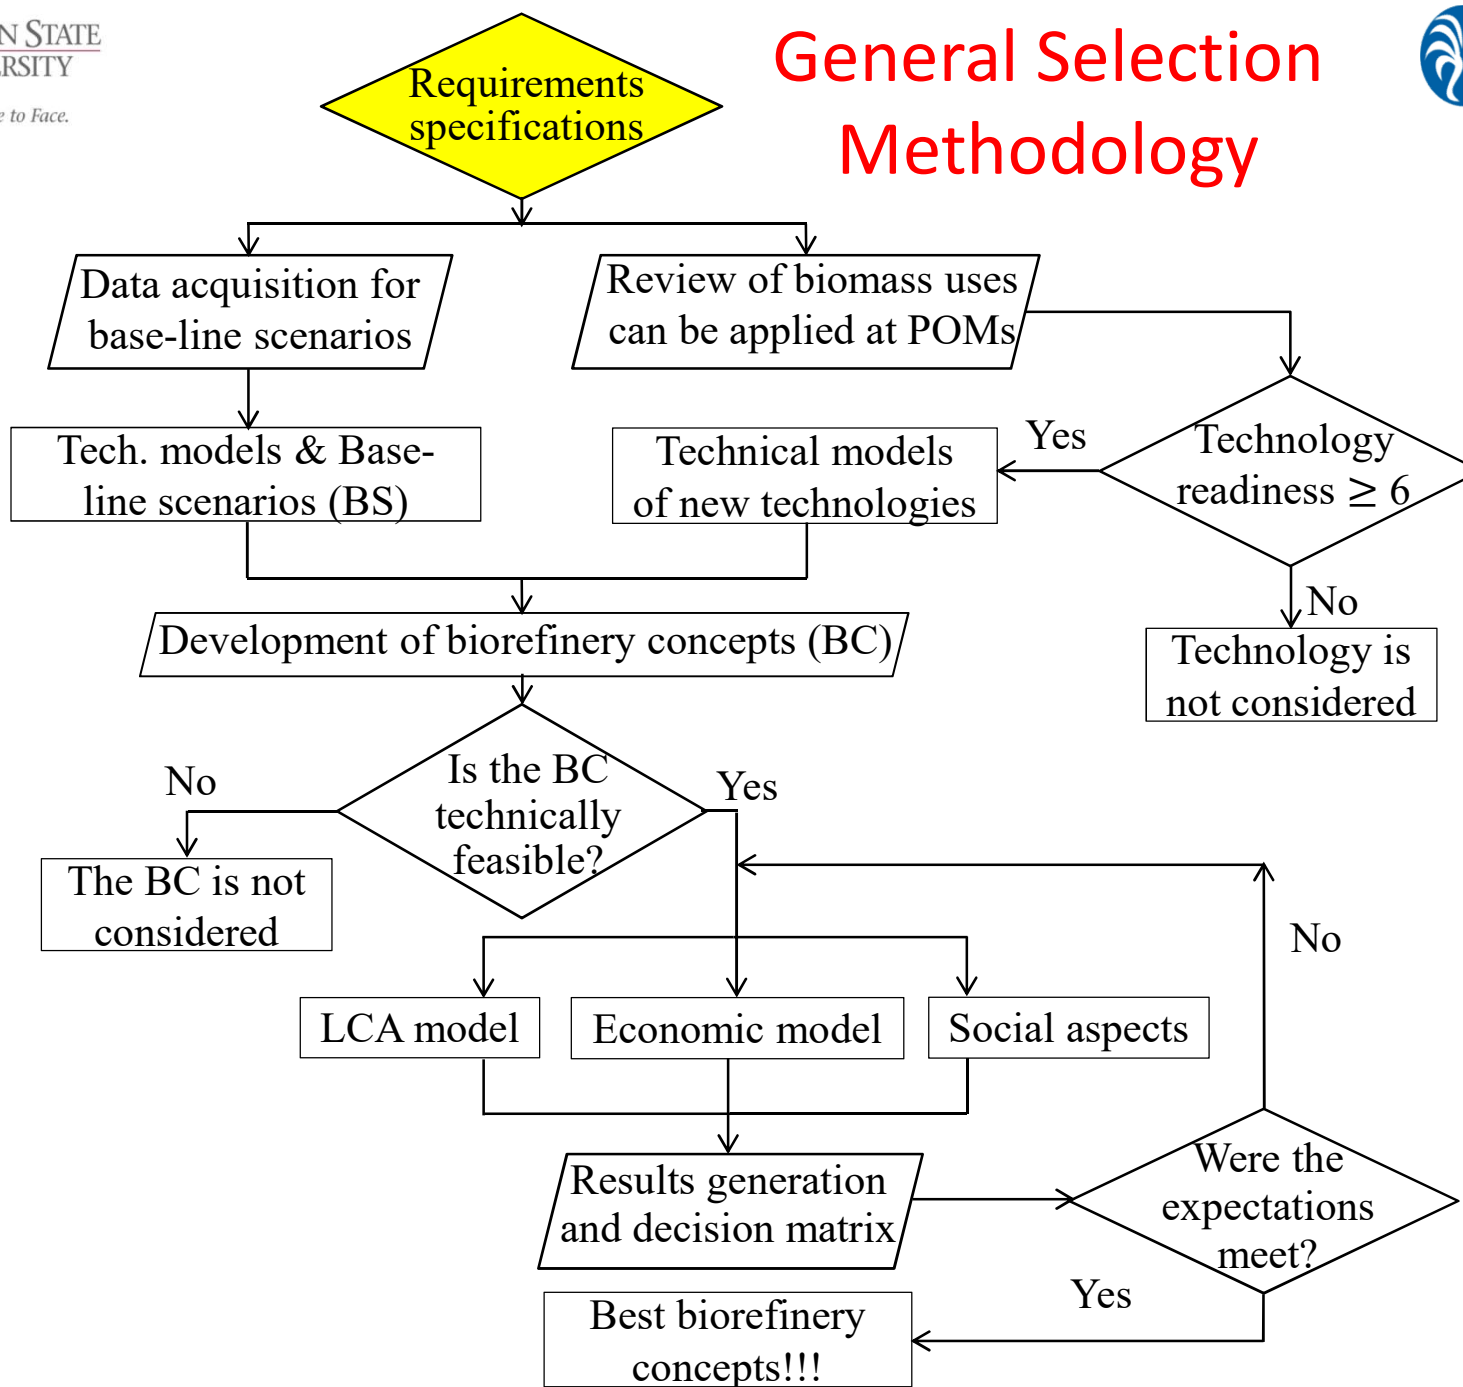 N STATE
ERSITY
e to Face.
General Selection
Methodology
Requirements
specifications
Data acquisition for
base-line scenarios
Review of biomass uses
can be applied at POMs
Tech. models & Base-
line scenarios (BS)
Technical models
of new technologies
Yes
Technology
readiness ≥ 6
No
Technology is
not considered
Development of biorefinery concepts (BC)
No
Is the BC
technically
feasible?
Yes
The BC is not
considered
No
LCA model
Economic model
Social aspects
Results generation
and decision matrix
Were the
expectations
meet?
Yes
Best biorefinery
concepts!!!